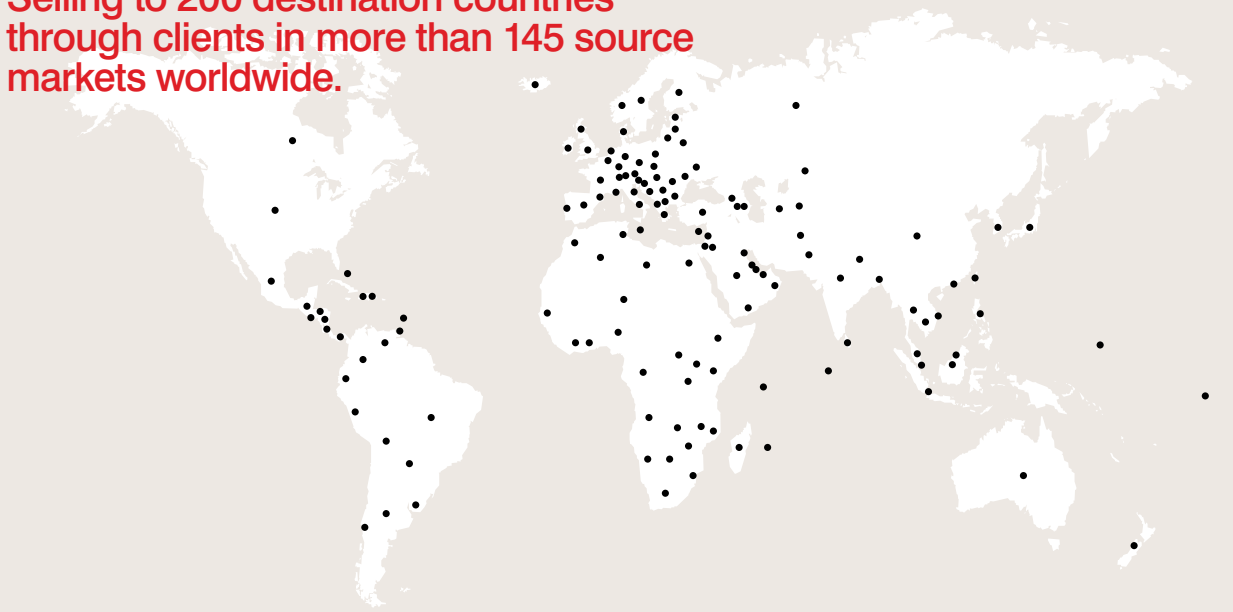 Selling to 200 destination countries
through clients in more than 145 source
markets worldwide.